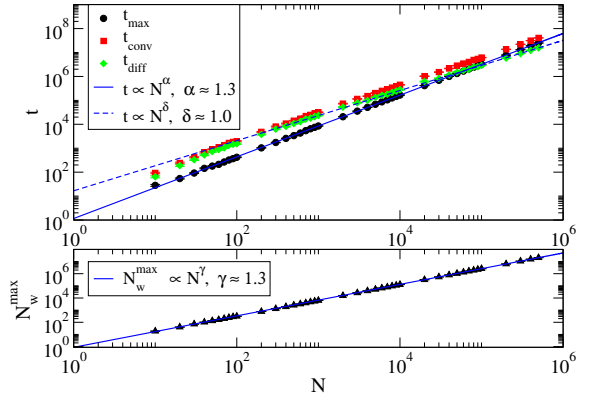 10^8
10^6
10^4
10^2
10^0
t
t_max
t_conv
t_diff
t ∝ N^α, α ≈ 1.3
t ∝ N^δ, δ ≈ 1.0
10^0 10^2 10^4 10^6
N
10^6
10^4
10^2
10^0
N_w^max
N_w^max ∝ N^γ, γ ≈ 1.3
10^0 10^2 10^4 10^6
N